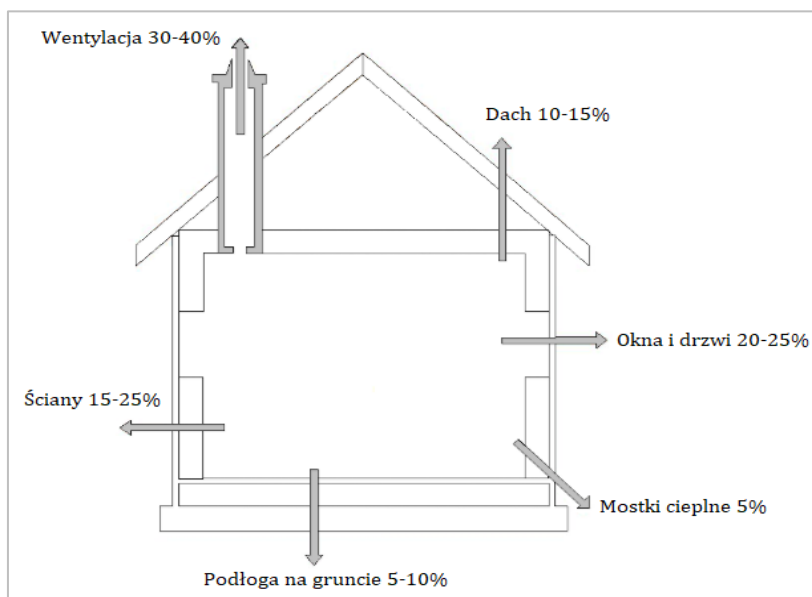 Wentylacja 30-40%
Dach 10-15%
Okna i drzwi 20-25%
Ściany 15-25%
Mostki cieplne 5%
Podłoga na gruncie 5-10%